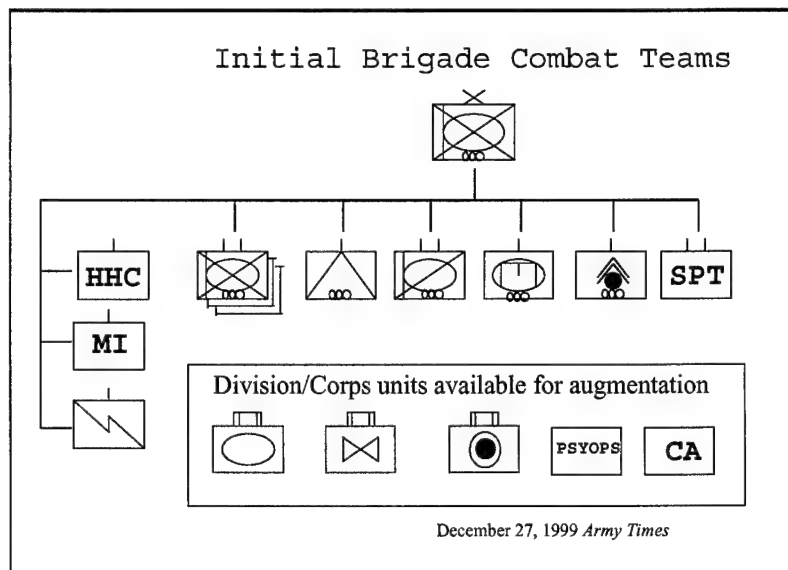 Initial Brigade Combat Teams
HHC
SPT
MI
Division/Corps units available for augmentation
PSYOPS
CA
December 27, 1999 Army Times